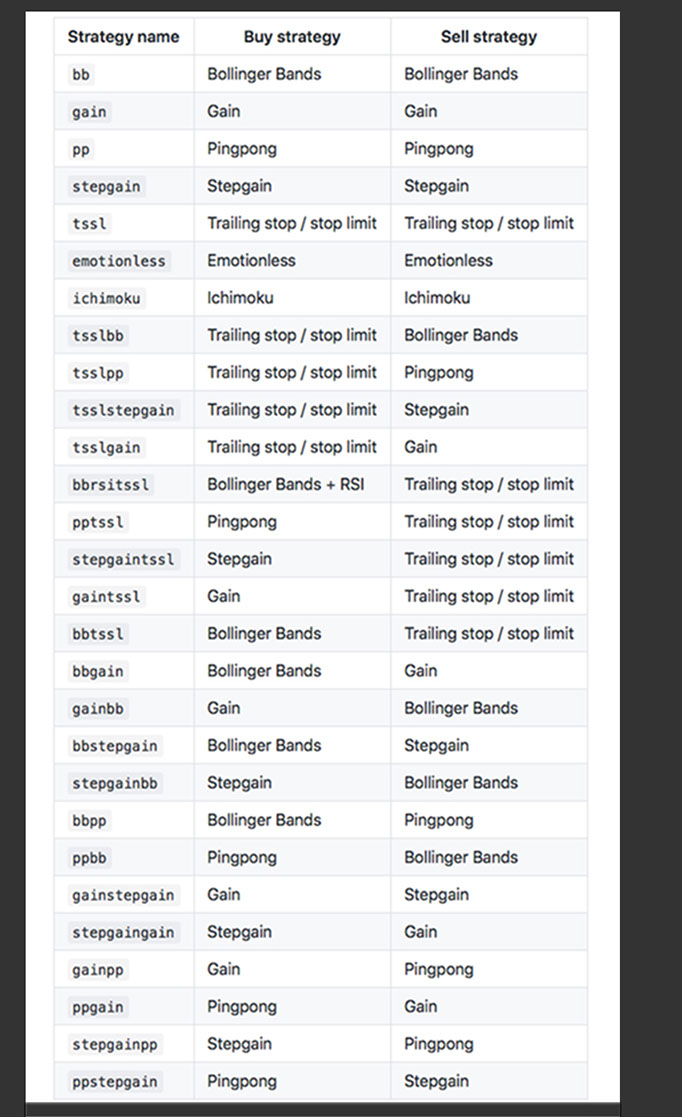 Strategy name Buy strategy Sell strategy
bb Bollinger Bands Bollinger Bands
gain Gain Gain
pp Pingpong Pingpong
stepgain Stepgain Stepgain
tssl Trailing stop / stop limit Trailing stop / stop limit
emotionless Emotionless Emotionless
ichimoku Ichimoku Ichimoku
tsslbb Trailing stop / stop limit Bollinger Bands
tsslpp Trailing stop / stop limit Pingpong
tsslstepgain Trailing stop / stop limit Stepgain
tsslgain Trailing stop / stop limit Gain
bbrsitssl Bollinger Bands + RSI Trailing stop / stop limit
pptssl Pingpong Trailing stop / stop limit
stepgaintssl Stepgain Trailing stop / stop limit
gaintssl Gain Trailing stop / stop limit
bbtssl Bollinger Bands Trailing stop / stop limit
bbgain Bollinger Bands Gain
gainbb Gain Bollinger Bands
bbstepgain Bollinger Bands Stepgain
stepgainbb Stepgain Bollinger Bands
bbpp Bollinger Bands Pingpong
ppbb Pingpong Bollinger Bands
gainstepgain Gain Stepgain
stepgaingain Stepgain Gain
gainpp Gain Pingpong
ppgain Pingpong Gain
stepgainpp Stepgain Pingpong
ppstepgain Pingpong Stepgain